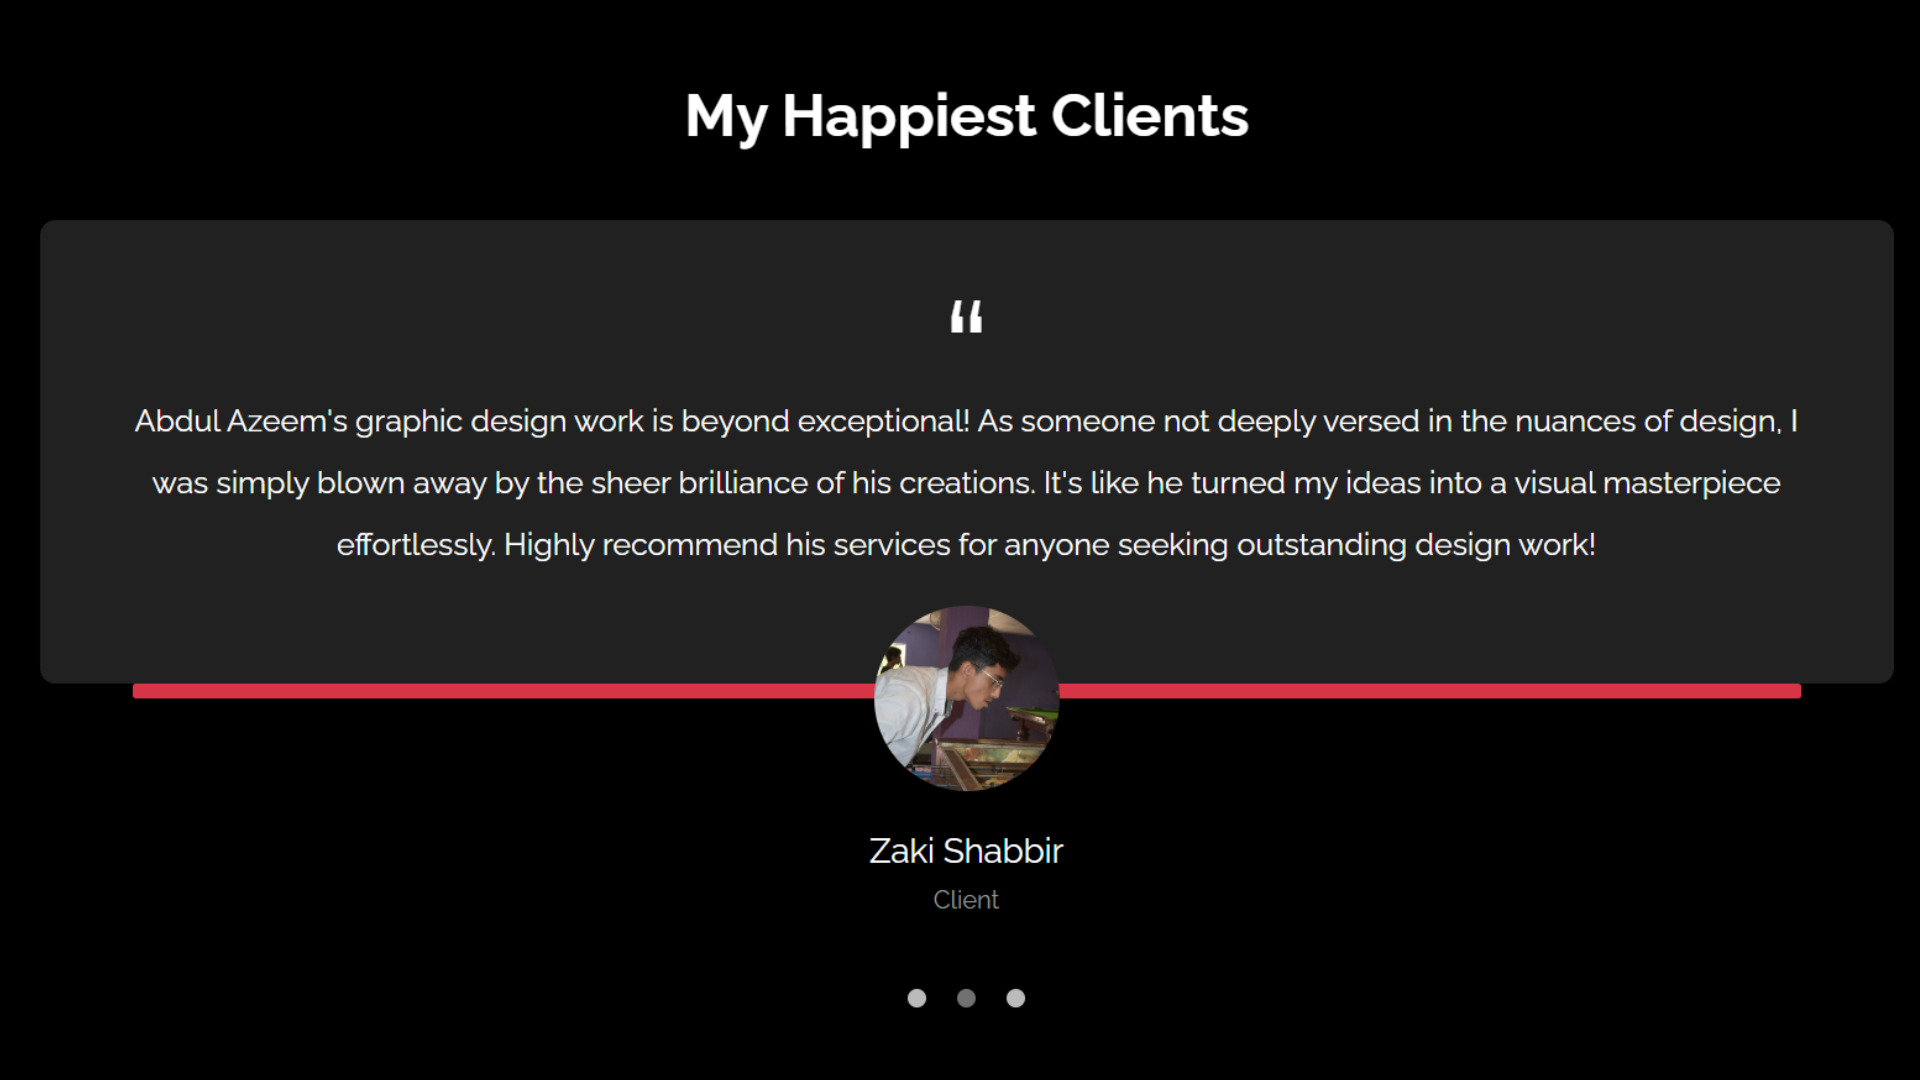 My Happiest Clients
“
Abdul Azeem's graphic design work is beyond exceptional! As someone not deeply versed in the nuances of design, I
was simply blown away by the sheer brilliance of his creations. It's like he turned my ideas into a visual masterpiece
effortlessly. Highly recommend his services for anyone seeking outstanding design work!
Zaki Shabbir
Client